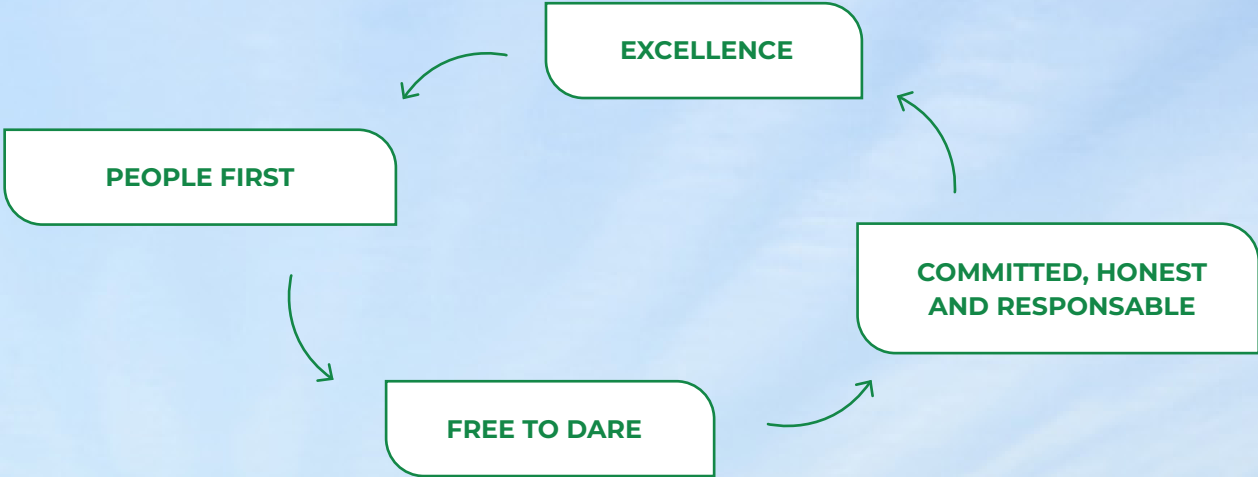 EXCELLENCE
PEOPLE FIRST
COMMITTED, HONEST
AND RESPONSABLE
FREE TO DARE